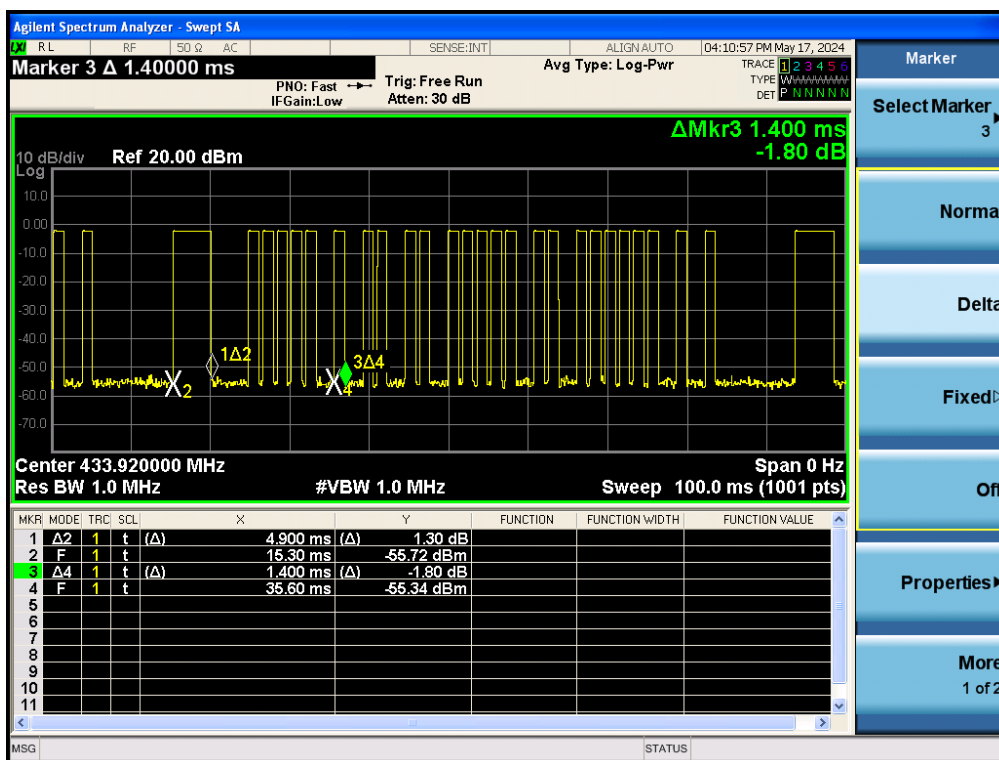 Agilent Spectrum Analyzer - Swept SA
LXI RL RF 50 Ω AC SENSE:INT ALIGN AUTO 04:10:57 PM May 17, 2024
Marker 3 Δ 1.40000 ms
PNO: Fast
IFGain:Low
Trig: Free Run
Atten: 30 dB
Avg Type: Log-Pwr
TRACE 1 2 3 4 5 6
TYPE W
DET P N N N N N
ΔMkr3 1.400 ms
-1.80 dB
10 dB/div Ref 20.00 dBm
Log
10.0
0.00
-10.0
-20.0
-30.0
-40.0
-50.0
-60.0
-70.0
1Δ2
2
3Δ4
4
Center 433.920000 MHz Span 0 Hz
Res BW 1.0 MHz #VBW 1.0 MHz Sweep 100.0 ms (1001 pts)
MKR MODE TRC SCL X Y FUNCTION FUNCTION WIDTH FUNCTION VALUE
1 Δ2 1 t (Δ) 4.900 ms (Δ) 1.30 dB
2 F 1 t 15.30 ms -55.72 dBm
3 Δ4 1 t (Δ) 1.400 ms (Δ) -1.80 dB
4 F 1 t 35.60 ms -55.34 dBm
5
6
7
8
9
10
11
MSG STATUS
Marker
Select Marker
3
Norma
Delta
Fixed
Off
Properties
More
1 of 2